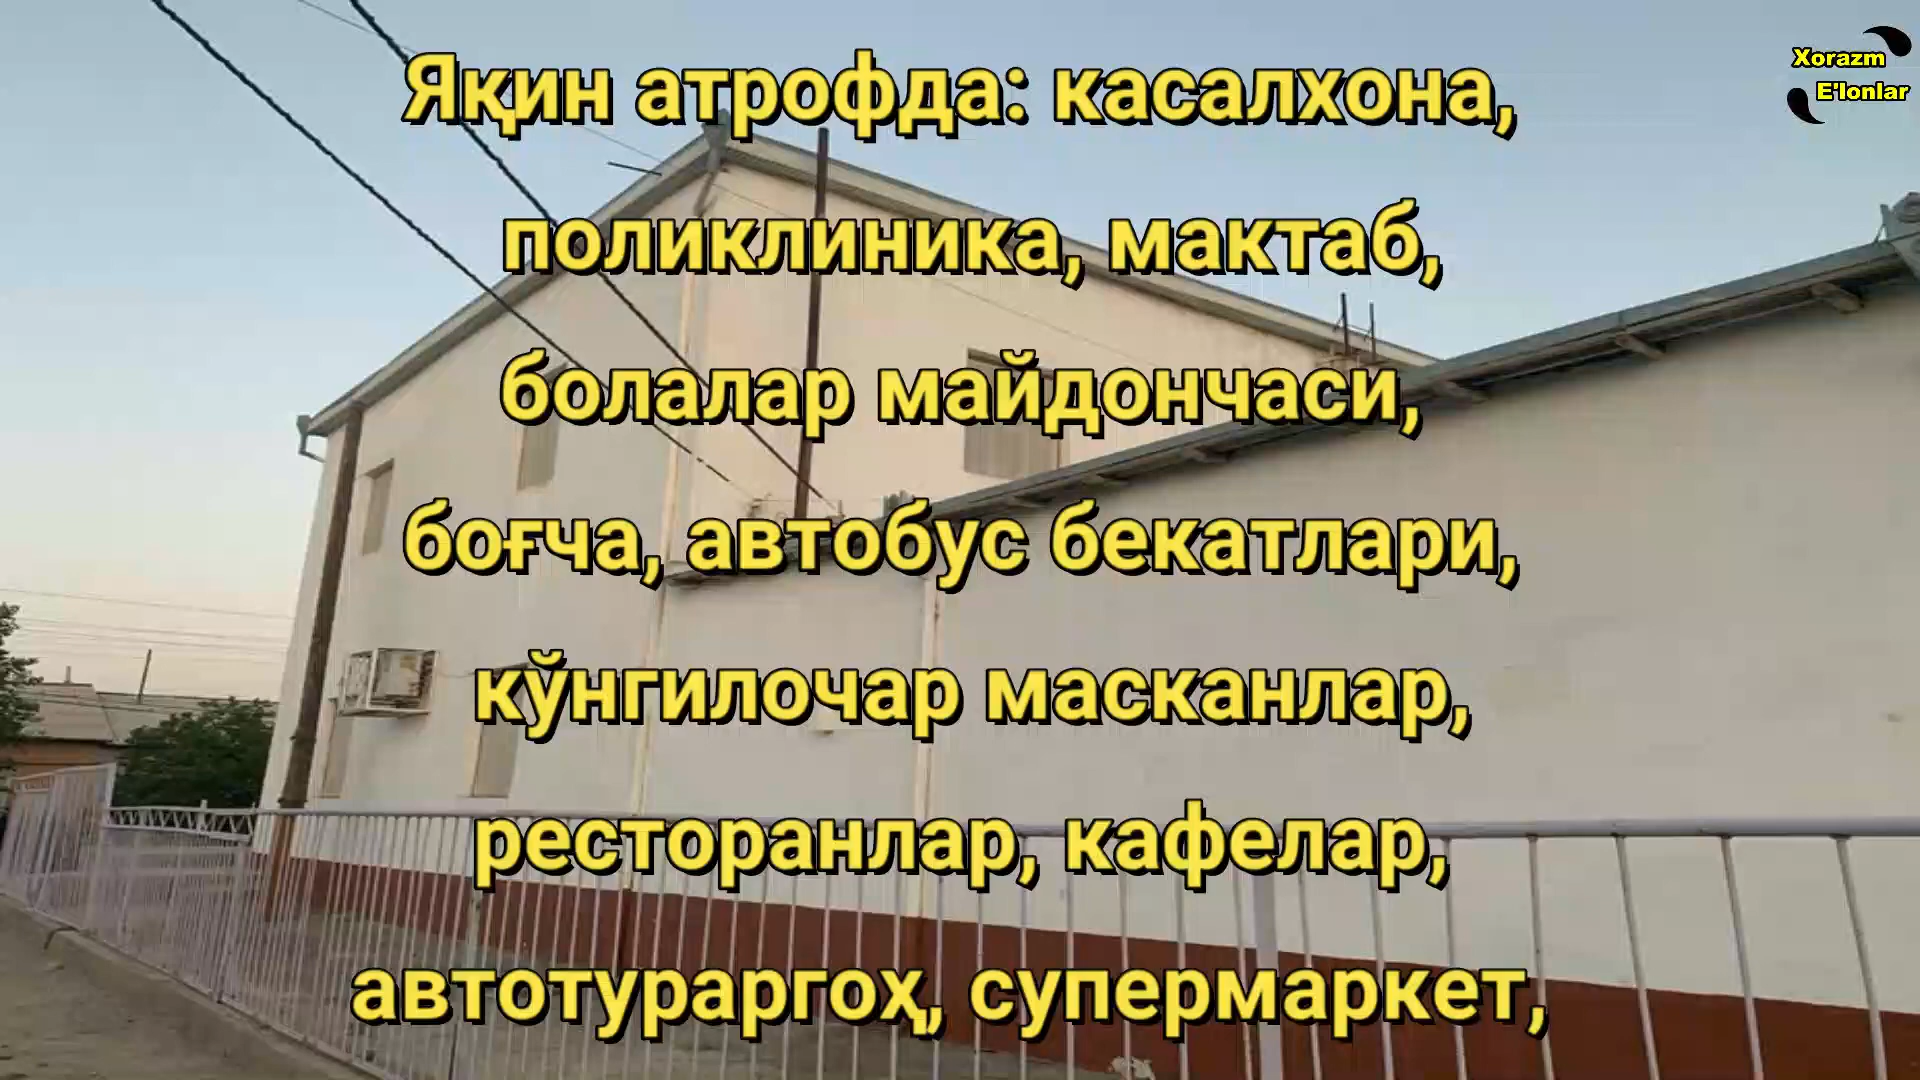 Яқин атрофда: касалхона,
поликлиника, мактаб,
болалар майдончаси,
боғча, автобус бекатлари,
кўнгилочар масканлар,
ресторанлар, кафелар,
автотураргоҳ, супермаркет,
Xorazm
E'lonlar